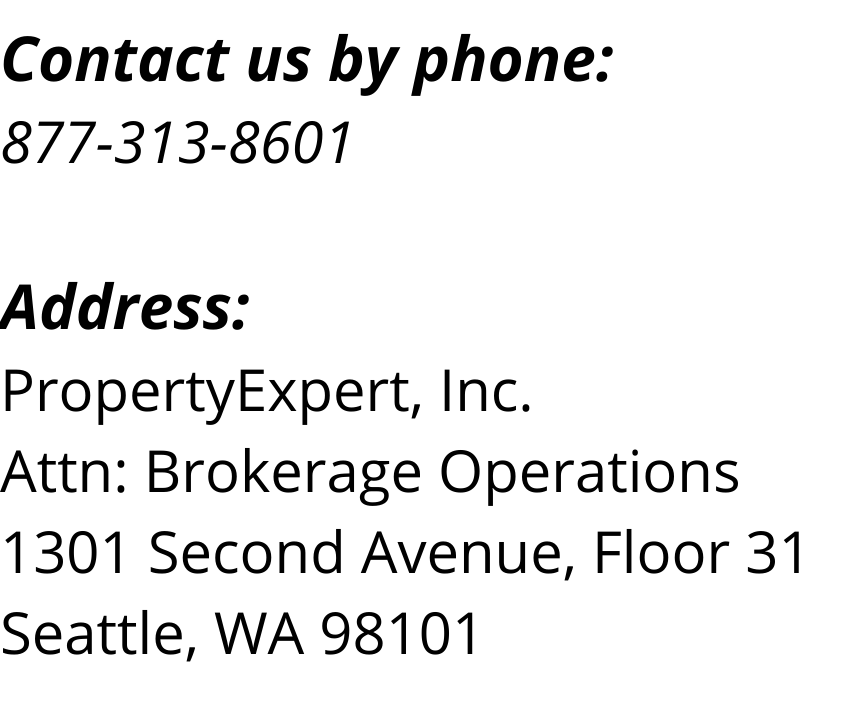 Contact us by phone:
877-313-8601
Address:
PropertyExpert, Inc.
Attn: Brokerage Operations
1301 Second Avenue, Floor 31
Seattle, WA 98101